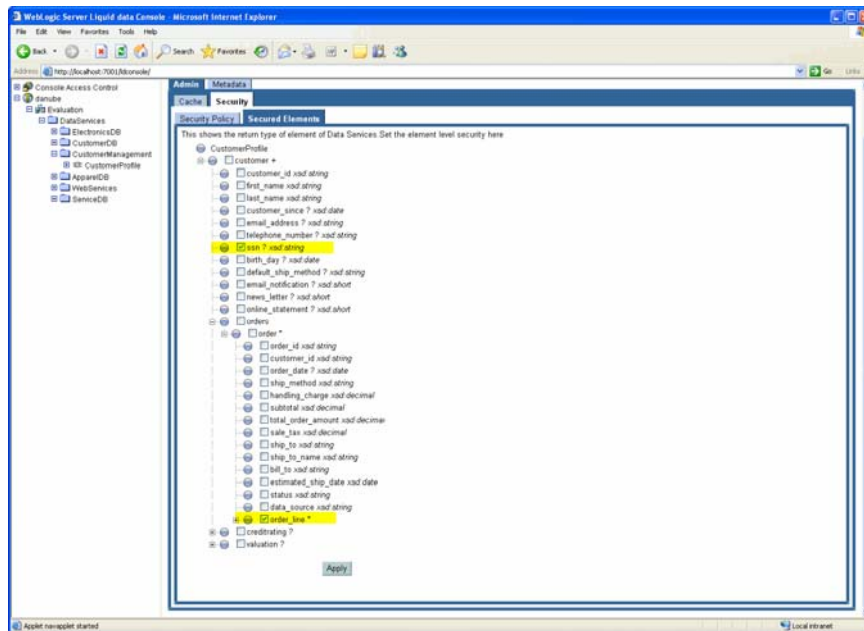 WebLogic Server Liquid data Console - Microsoft Internet Explorer
File Edit View Favorites Tools Help
Back Search Favorites
Address http://localhost:7001/ldconsole/ Go Links
Console Access Control
danube
Evaluation
DataServices
ElectronicsDB
CustomerDB
CustomerManagement
CustomerProfile
ApparelDB
WebServices
ServiceDB
Admin Metadata
Cache Security
Security Policy Secured Elements
This shows the return type of element of Data Services.Set the element level security here
CustomerProfile
customer +
customer_id xsd:string
first_name xsd:string
last_name xsd:string
customer_since ? xsd:date
email_address ? xsd:string
telephone_number ? xsd:string
ssn ? xsd:string
birth_day ? xsd:date
default_ship_method ? xsd:string
email_notification ? xsd:short
news_letter ? xsd:short
online_statement ? xsd:short
orders
order *
order_id xsd:string
customer_id xsd:string
order_date ? xsd:date
ship_method xsd:string
handling_charge xsd:decimal
subtotal xsd:decimal
total_order_amount xsd:decimal
sale_tax xsd:decimal
ship_to xsd:string
ship_to_name xsd:string
bill_to xsd:string
estimated_ship_date xsd:date
status xsd:string
data_source xsd:string
order_line *
creditrating ?
valuation ?
Apply
Applet navapplet started
Local intranet